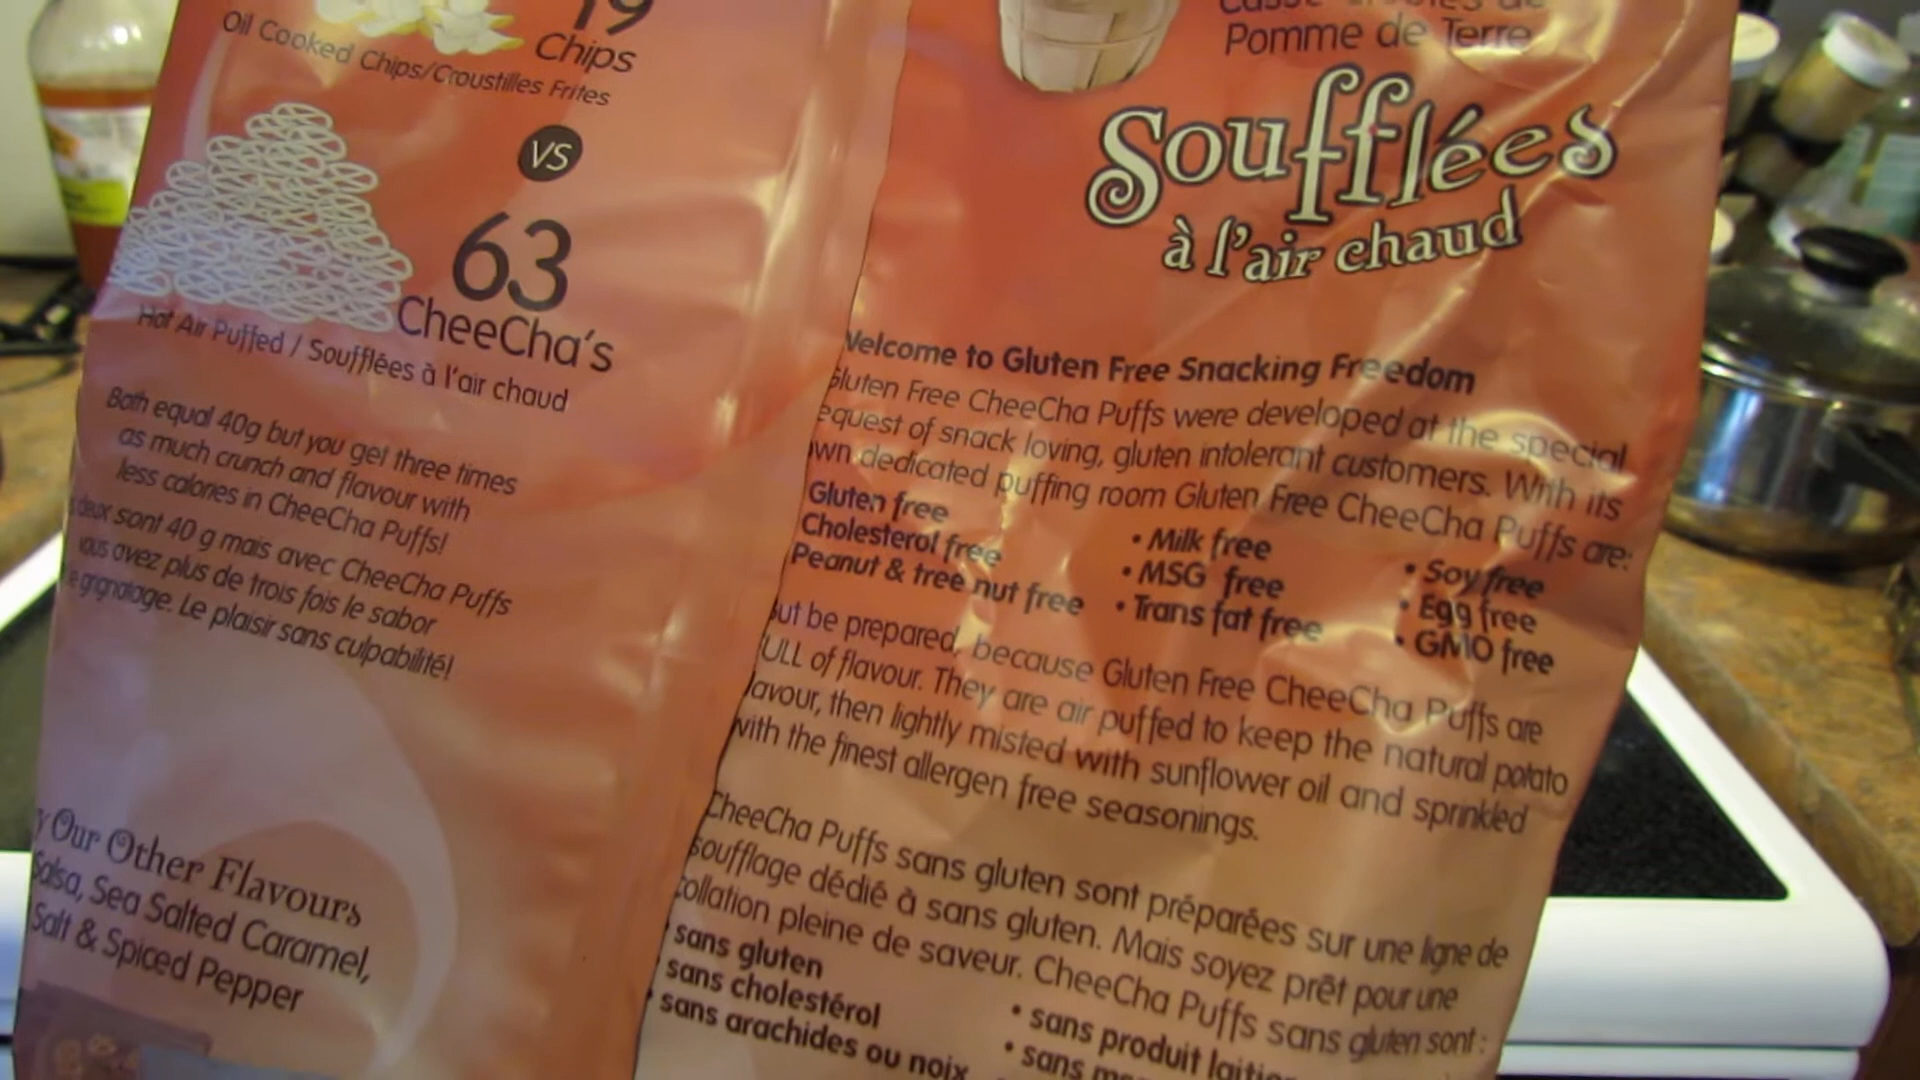 19
Chips
Oil Cooked Chips/Croustilles Frites
VS
63
CheeCha's
Hot Air Puffed / Soufflées à l'air chaud
Both equal 40g but you get three times
as much crunch and flavour with
less calories in CheeCha Puffs!
deux sont 40 g mais avec CheeCha Puffs
vous avez plus de trois fois le sabor
grignotage. Le plaisir sans culpabilité!
Our Other Flavours
Salsa, Sea Salted Caramel,
Salt & Spiced Pepper
Pomme de Terre
Soufflées
à l'air chaud
Welcome to Gluten Free Snacking Freedom
Gluten Free CheeCha Puffs were developed at the special
equest of snack loving, gluten intolerant customers. With its
own dedicated puffing room Gluten Free CheeCha Puffs are:
Gluten free
Cholesterol free
Peanut & tree nut free
• Milk free
• MSG free
• Trans fat free
• Soy free
• Egg free
• GMO free
ut be prepared, because Gluten Free CheeCha Puffs are
ULL of flavour. They are air puffed to keep the natural potato
lavour, then lightly misted with sunflower oil and sprinkled
with the finest allergen free seasonings.
CheeCha Puffs sans gluten sont préparées sur une ligne de
soufflage dédié à sans gluten. Mais soyez prêt pour une
collation pleine de saveur. CheeCha Puffs sans gluten sont :
sans gluten
sans cholestérol
sans arachides ou noix
• sans produit laitie
• sans